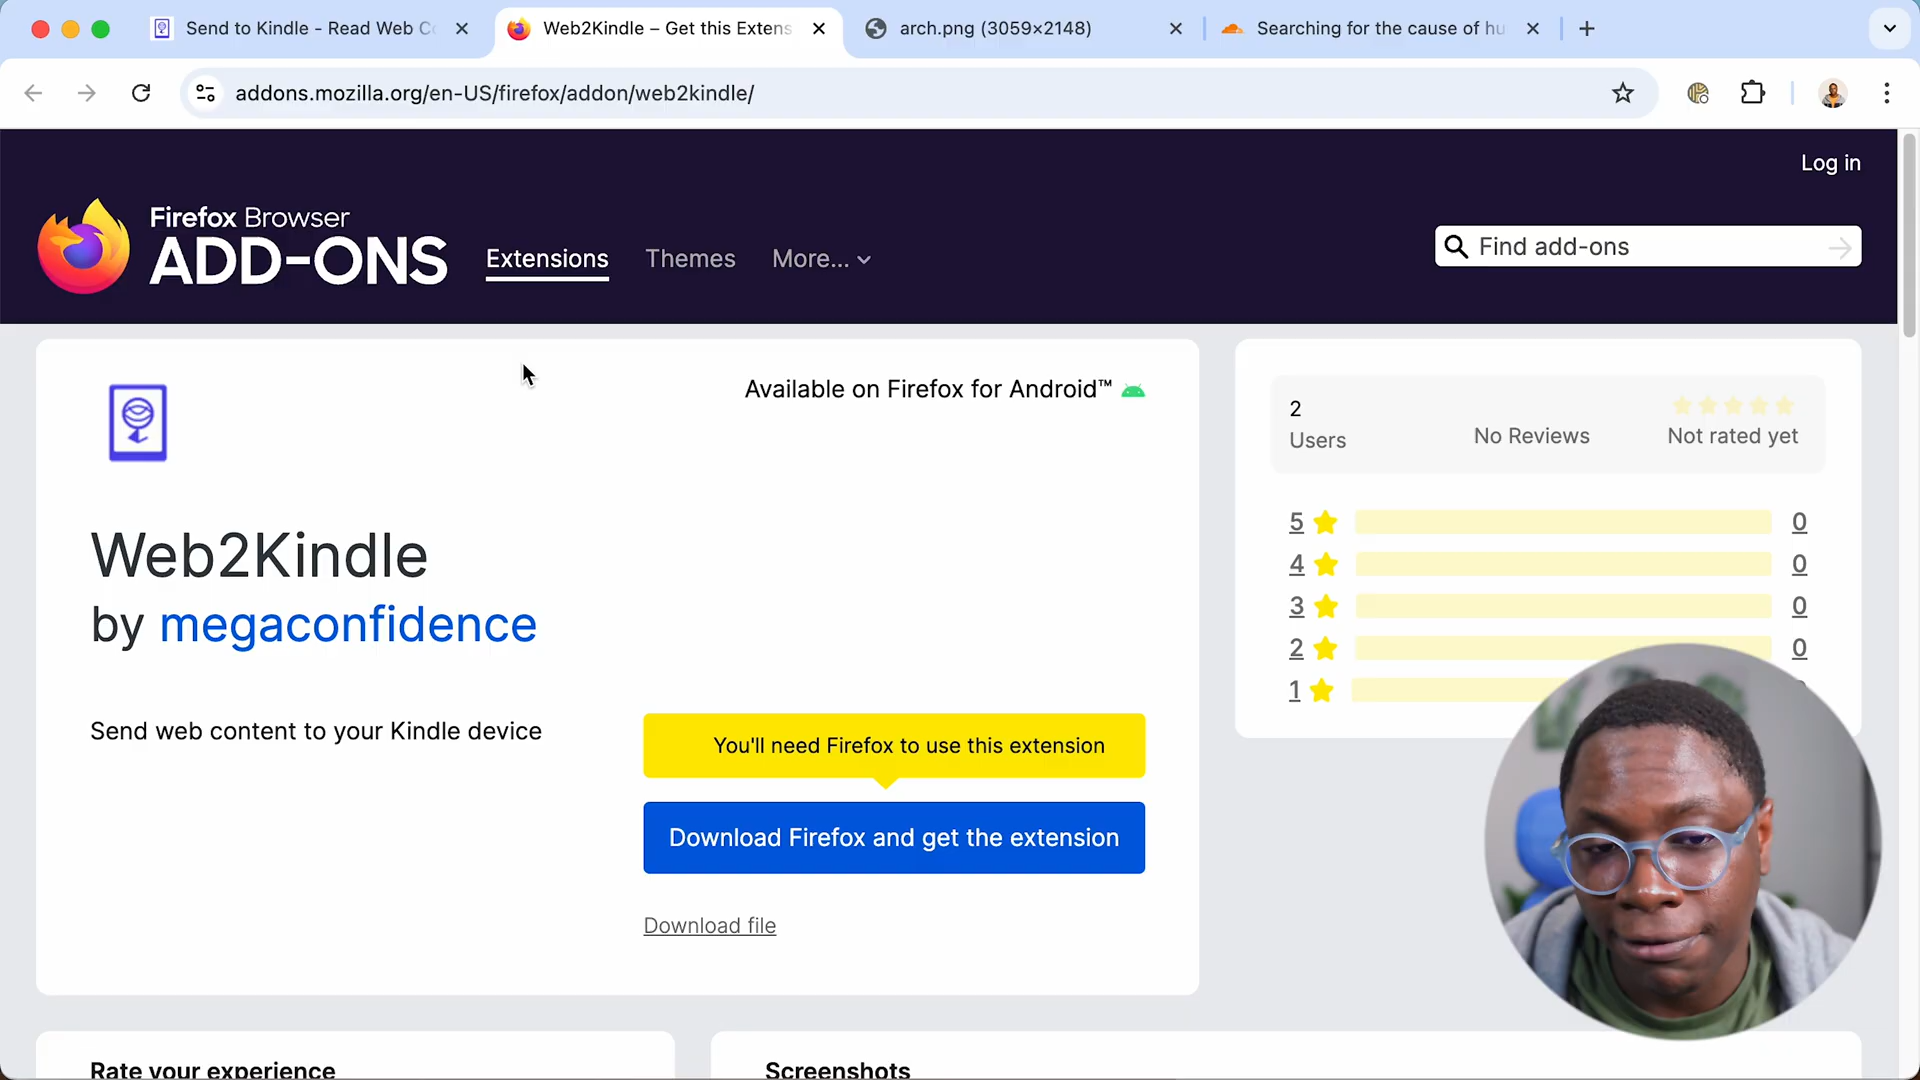 Send to Kindle - Read Web Co
Web2Kindle – Get this Extens
arch.png (3059×2148)
Searching for the cause of hu
addons.mozilla.org/en-US/firefox/addon/web2kindle/
Log in
Firefox Browser
ADD-ONS
Extensions
Themes
More...
Find add-ons
Available on Firefox for Android™
Web2Kindle
by megaconfidence
Send web content to your Kindle device
You'll need Firefox to use this extension
Download Firefox and get the extension
Download file
2
Users
No Reviews
Not rated yet
5 0
4 0
3 0
2 0
1
Rate your experience
Screenshots